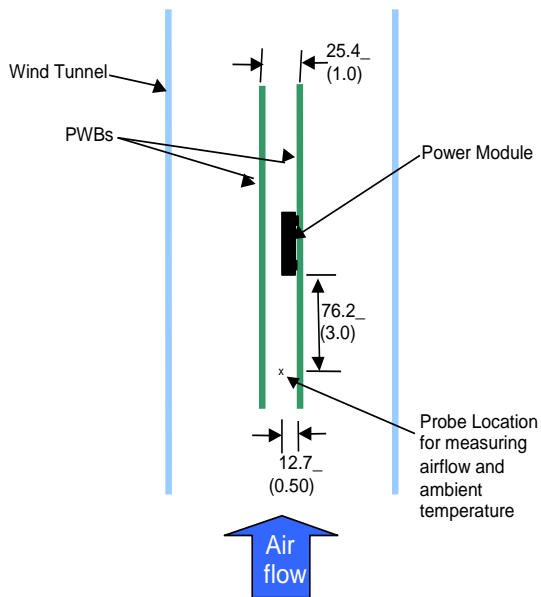 25.4_
(1.0)
Wind Tunnel
PWBs
Power Module
76.2_
(3.0)
x
Probe Location
for measuring
airflow and
ambient
temperature
12.7_
(0.50)
Air
flow